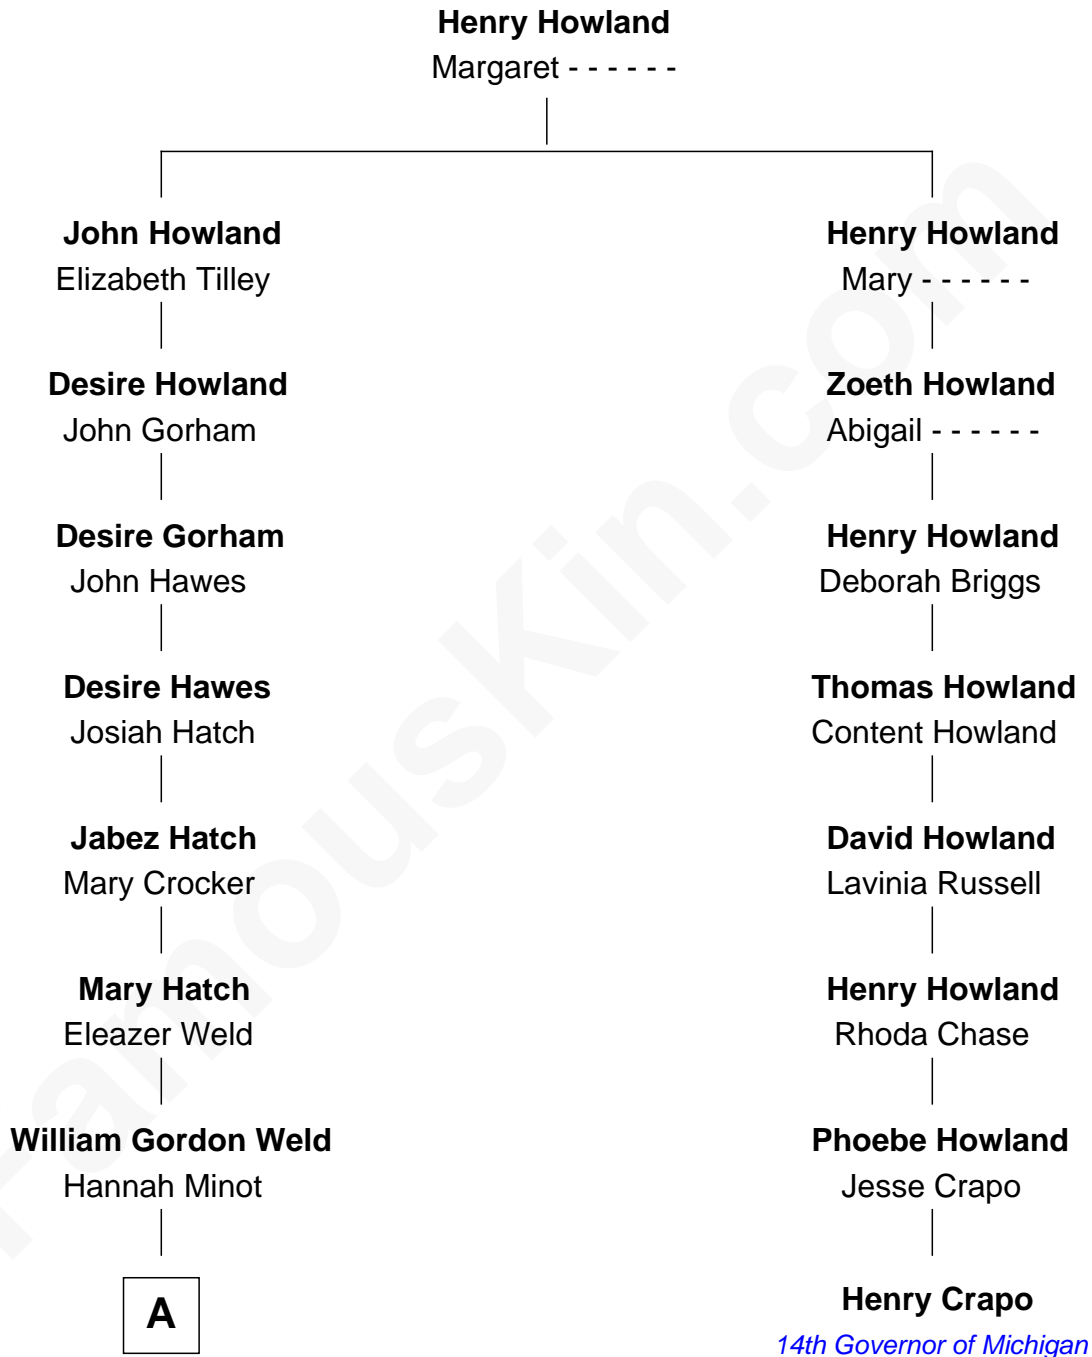 Henry Howland
Margaret - - - - - -
John Howland
Elizabeth Tilley
Desire Howland
John Gorham
Desire Gorham
John Hawes
Desire Hawes
Josiah Hatch
Jabez Hatch
Mary Crocker
Mary Hatch
Eleazer Weld
William Gordon Weld
Hannah Minot
A
Henry Howland
Mary - - - - - -
Zoeth Howland
Abigail - - - - - -
Henry Howland
Deborah Briggs
Thomas Howland
Content Howland
David Howland
Lavinia Russell
Henry Howland
Rhoda Chase
Phoebe Howland
Jesse Crapo
Henry Crapo
14th Governor of Michigan
FamousKin.com